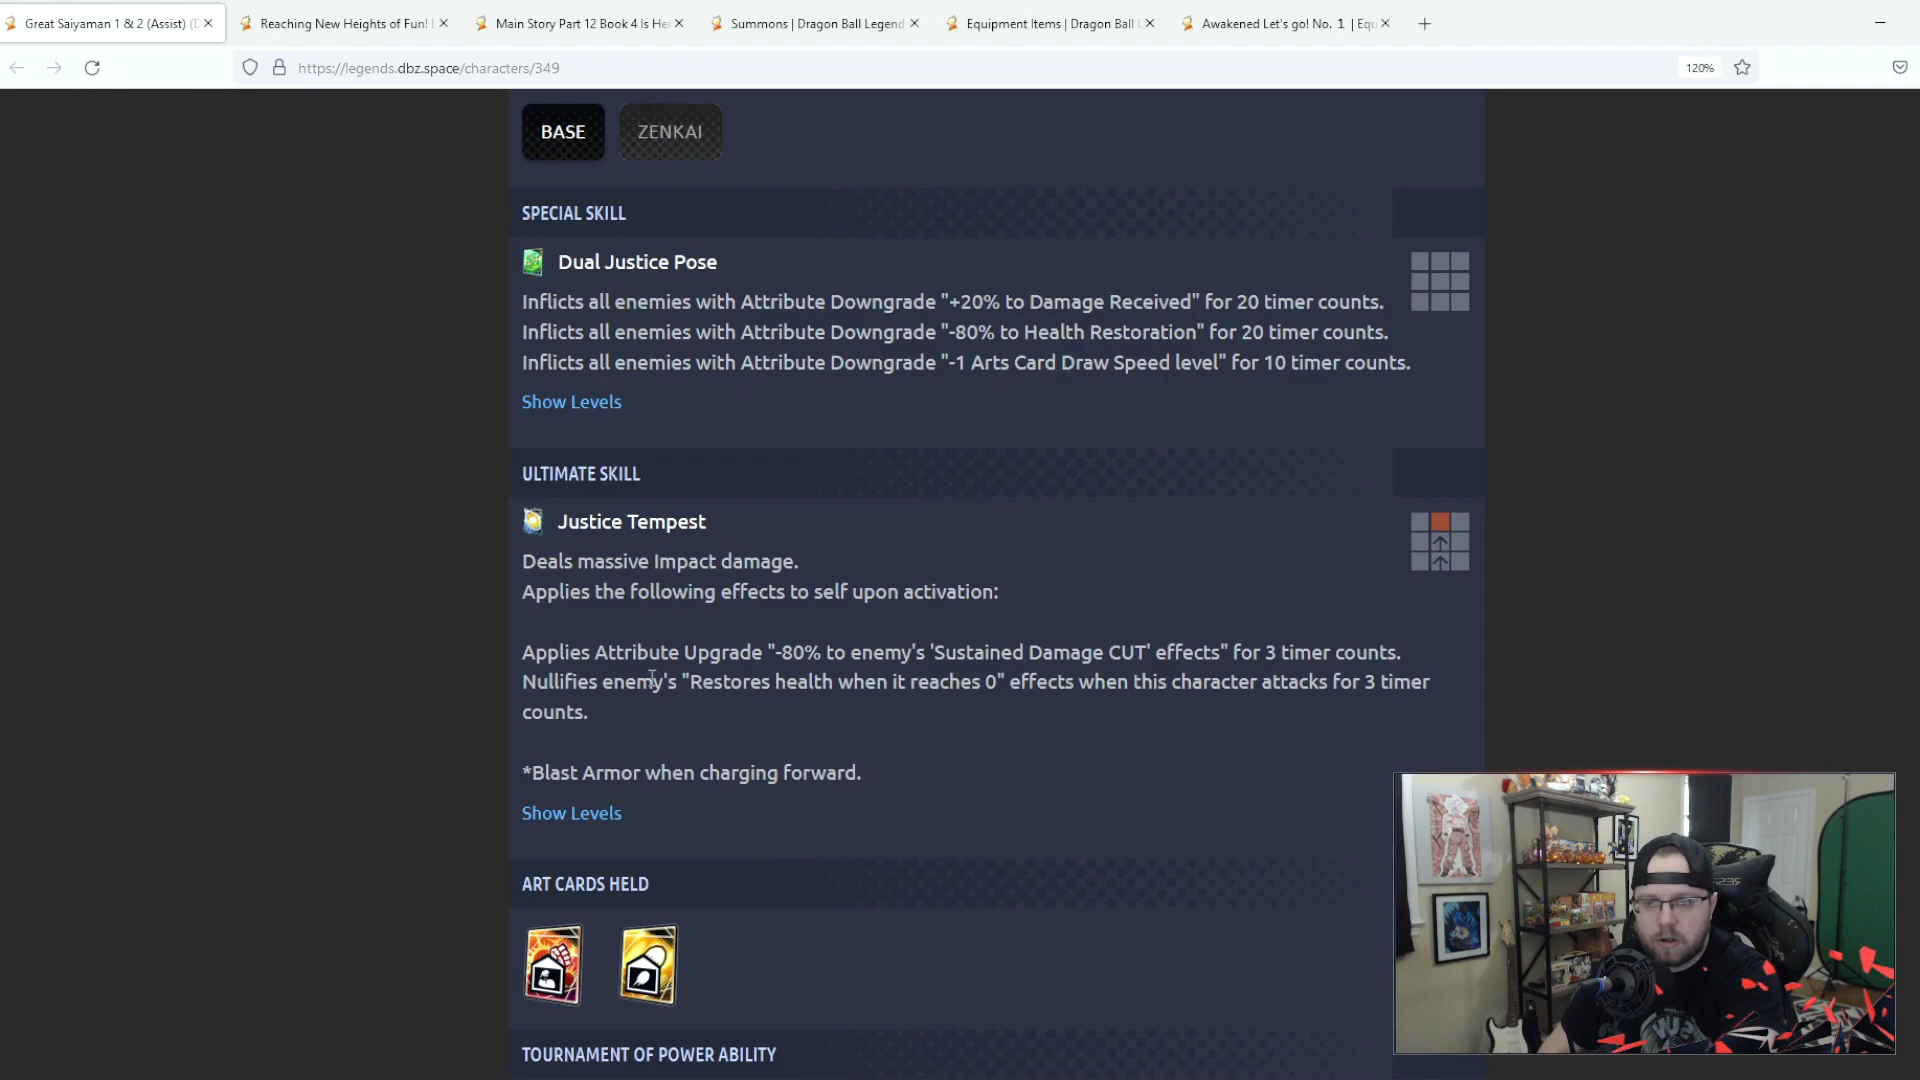 Great Saiyaman 1 & 2 (Assist) (D
Reaching New Heights of Fun!
Main Story Part 12 Book 4 Is He
Summons | Dragon Ball Legend
Equipment Items | Dragon Ball L
Awakened Let's go! No. 1 | Equ
https://legends.dbz.space/characters/349
120%
BASE
ZENKAI
SPECIAL SKILL
Dual Justice Pose
Inflicts all enemies with Attribute Downgrade "+20% to Damage Received" for 20 timer counts.
Inflicts all enemies with Attribute Downgrade "-80% to Health Restoration" for 20 timer counts.
Inflicts all enemies with Attribute Downgrade "-1 Arts Card Draw Speed level" for 10 timer counts.
Show Levels
ULTIMATE SKILL
Justice Tempest
Deals massive Impact damage.
Applies the following effects to self upon activation:
Applies Attribute Upgrade "-80% to enemy's 'Sustained Damage CUT' effects" for 3 timer counts.
Nullifies enemy's "Restores health when it reaches 0" effects when this character attacks for 3 timer
counts.
*Blast Armor when charging forward.
Show Levels
ART CARDS HELD
TOURNAMENT OF POWER ABILITY